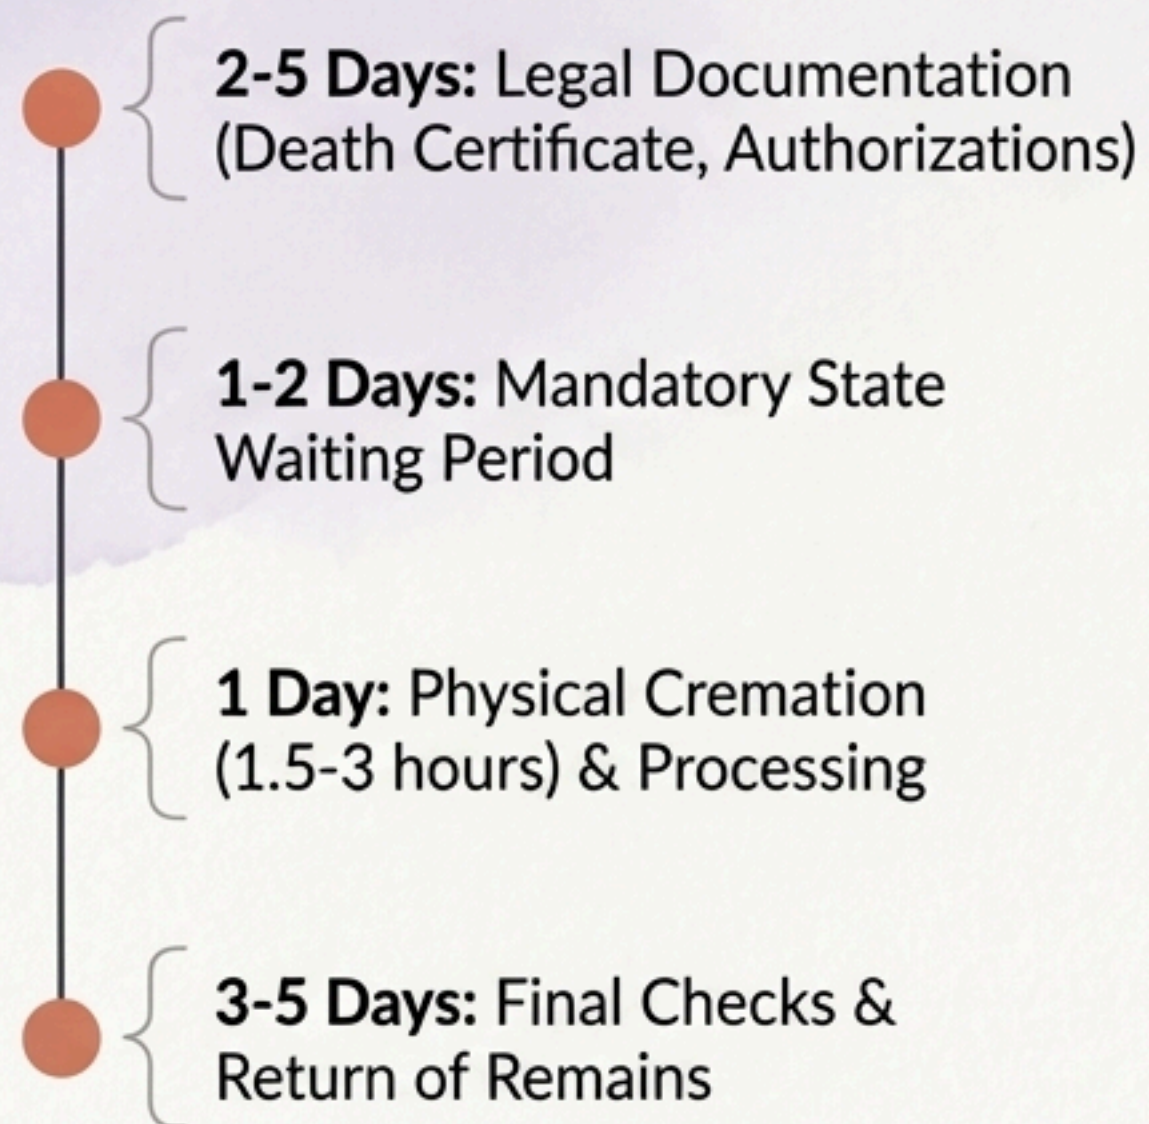 2-5 Days: Legal Documentation
(Death Certificate, Authorizations)
1-2 Days: Mandatory State
Waiting Period
1 Day: Physical Cremation
(1.5-3 hours) & Processing
3-5 Days: Final Checks &
Return of Remains